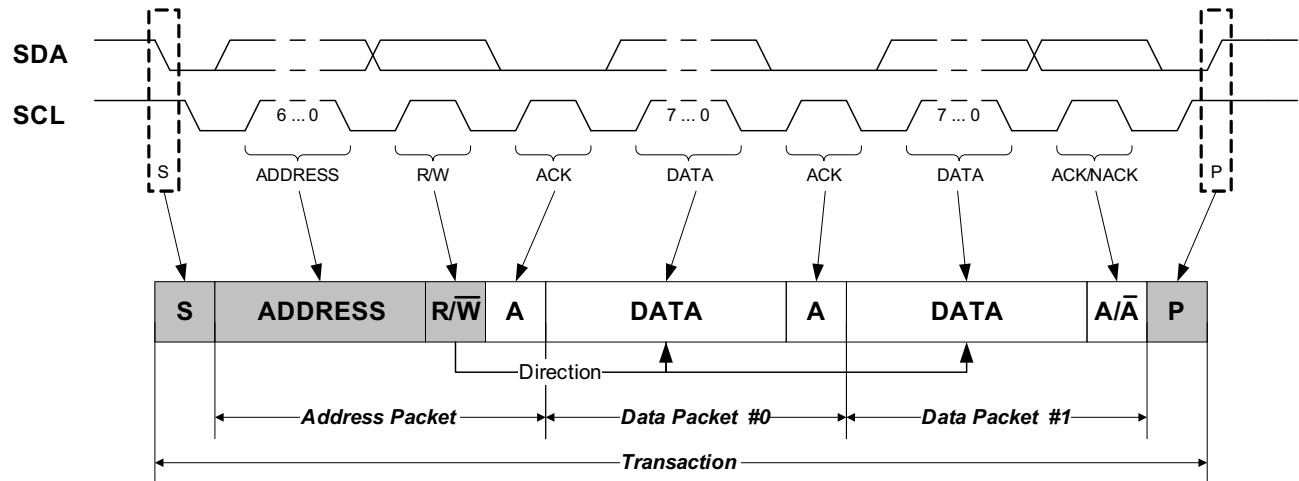 SDA
SCL
6 ... 0
7 ... 0
7 ... 0
S
ADDRESS
R/W
ACK
DATA
ACK
DATA
ACK/NACK
P
S
ADDRESS
R/W̅
A
DATA
A
DATA
A/A̅
P
Direction
Address Packet
Data Packet #0
Data Packet #1
Transaction